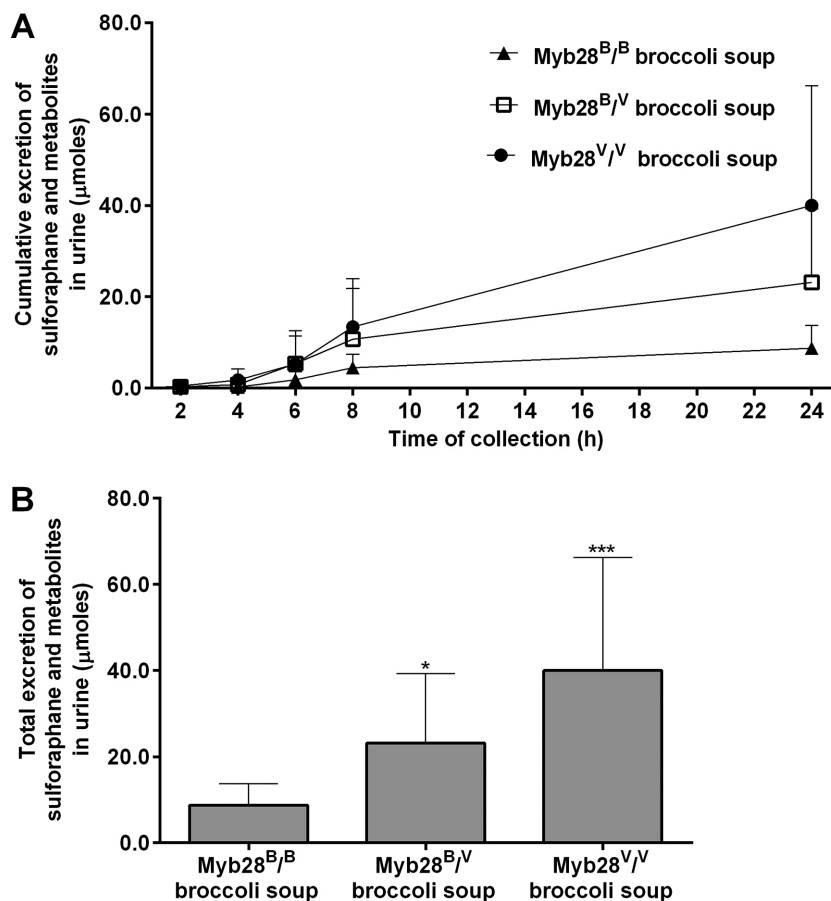 A
Cumulative excretion of
sulforaphane and metabolites
in urine (μmoles)
80.0
60.0
40.0
20.0
0.0
Myb28B/B broccoli soup
Myb28B/V broccoli soup
Myb28V/V broccoli soup
2 4 6 8 10 12 14 16 18 20 22 24
Time of collection (h)
B
Total excretion of
sulforaphane and metabolites
in urine (μmoles)
80.0
60.0
40.0
20.0
0.0
*
***
Myb28B/B
broccoli soup
Myb28B/V
broccoli soup
Myb28V/V
broccoli soup